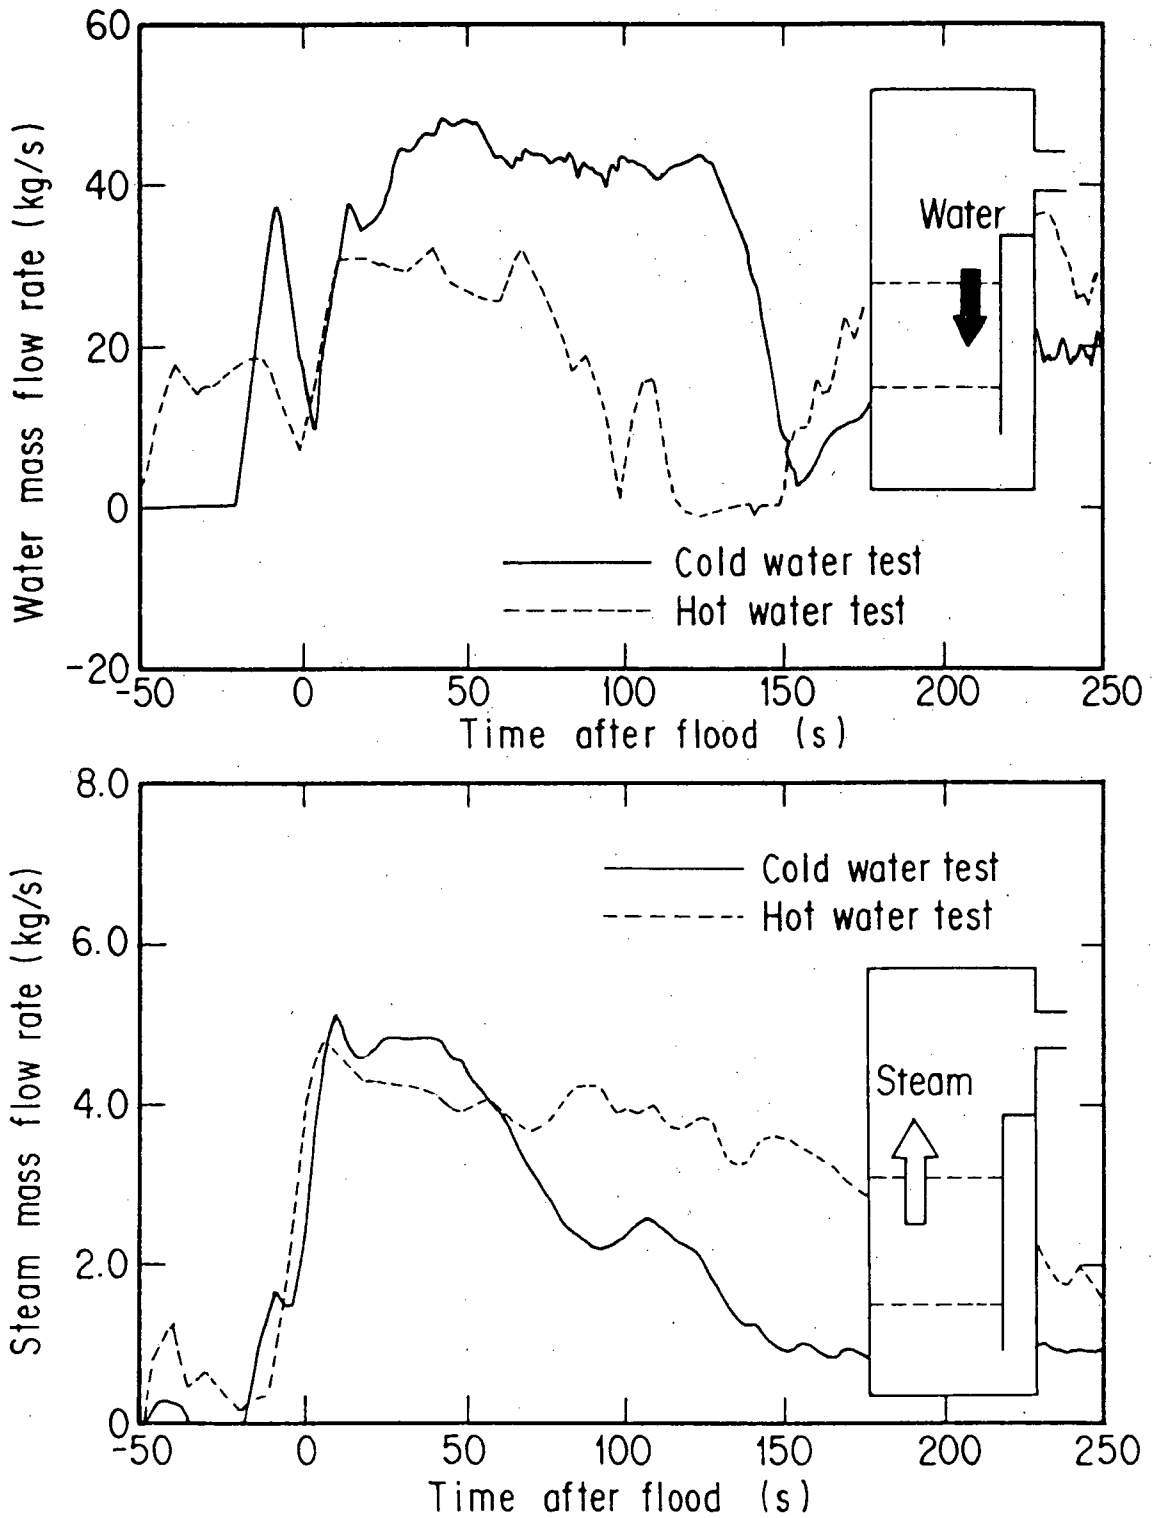 60
40
20
0
-20
Water mass flow rate (kg/s)
Water
Cold water test
Hot water test
-50 0 50 100 150 200 250
Time after flood (s)
8.0
6.0
4.0
2.0
0
Steam mass flow rate (kg/s)
Cold water test
Hot water test
Steam
-50 0 50 100 150 200 250
Time after flood (s)